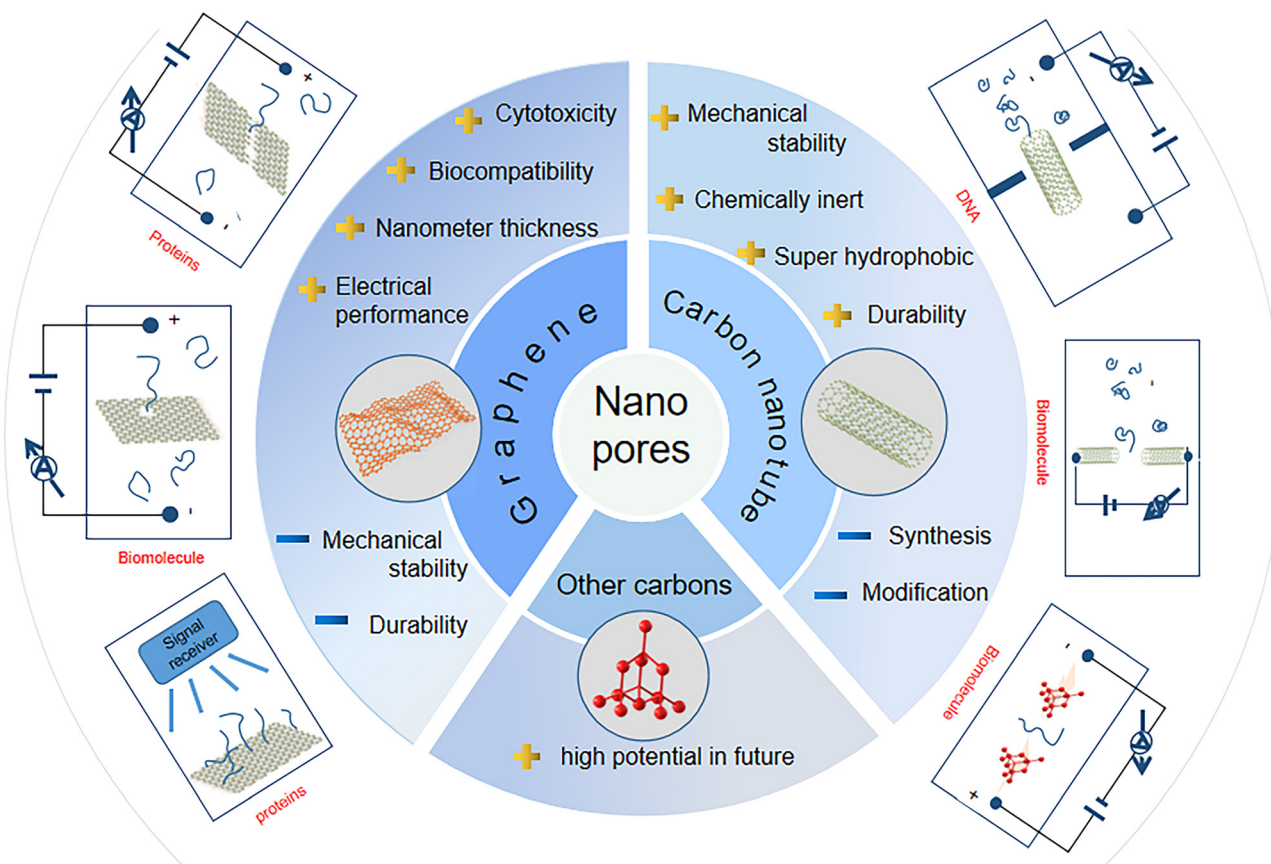 Nano
pores
Graphene
Cytotoxicity
Biocompatibility
Nanometer thickness
Electrical
performance
Mechanical
stability
Durability
Carbon nanotube
Mechanical
stability
Chemically inert
Super hydrophobic
Durability
Synthesis
Modification
Other carbons
high potential in future
+
A
-
Proteins
+
A
-
Biomolecule
Signal
receiver
proteins
-
A
DNA
-
A
Biomolecule
-
A
+
Biomolecule